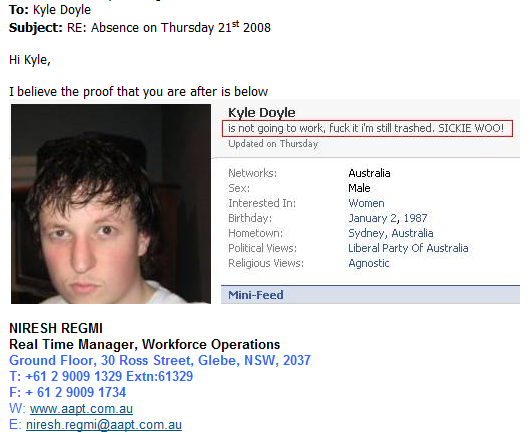 To: Kyle Doyle
Subject: RE: Absence on Thursday 21st 2008
Hi Kyle,
I believe the proof that you are after is below
Kyle Doyle
is not going to work, fuck it i'm still trashed. SICKIE WOO!
Updated on Thursday
Networks: Australia
Sex: Male
Interested In: Women
Birthday: January 2, 1987
Hometown: Sydney, Australia
Political Views: Liberal Party Of Australia
Religious Views: Agnostic
Mini-Feed
NIRESH REGMI
Real Time Manager, Workforce Operations
Ground Floor, 30 Ross Street, Glebe, NSW, 2037
T: +61 2 9009 1329 Extn:61329
F: + 61 2 9009 1734
W: www.aapt.com.au
E: niresh.regmi@aapt.com.au